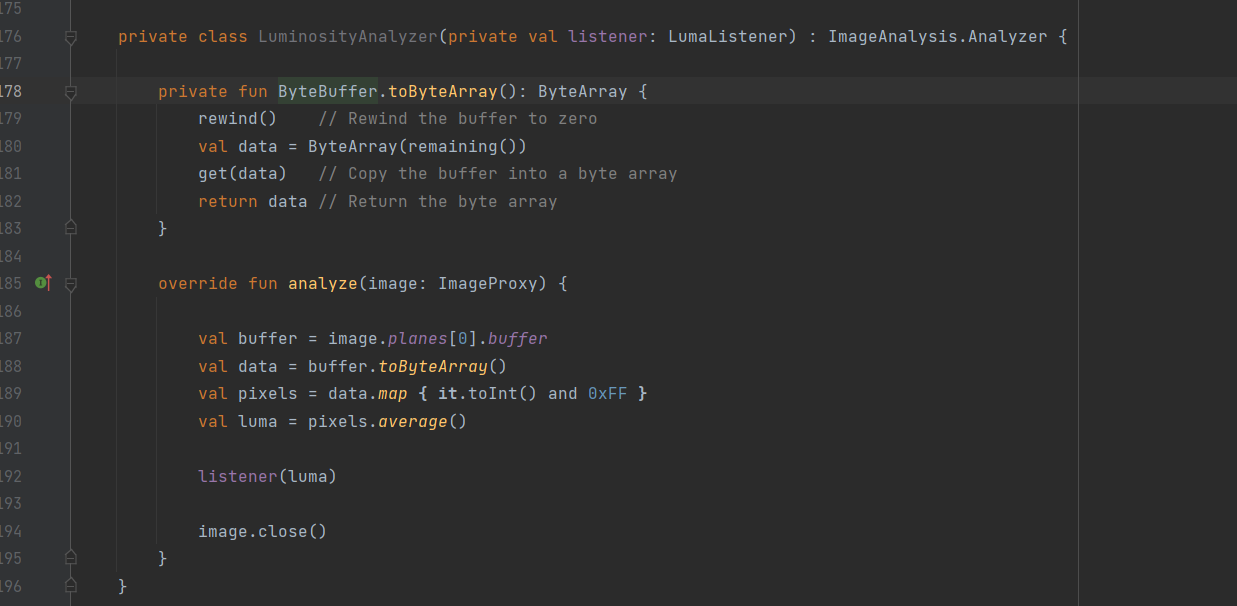 175
176 private class LuminosityAnalyzer(private val listener: LumaListener) : ImageAnalysis.Analyzer {
177
178 private fun ByteBuffer.toByteArray(): ByteArray {
179 rewind()    // Rewind the buffer to zero
180 val data = ByteArray(remaining())
181 get(data)   // Copy the buffer into a byte array
182 return data // Return the byte array
183 }
184
185 override fun analyze(image: ImageProxy) {
186
187 val buffer = image.planes[0].buffer
188 val data = buffer.toByteArray()
189 val pixels = data.map { it.toInt() and 0xFF }
190 val luma = pixels.average()
191
192 listener(luma)
193
194 image.close()
195 }
196 }